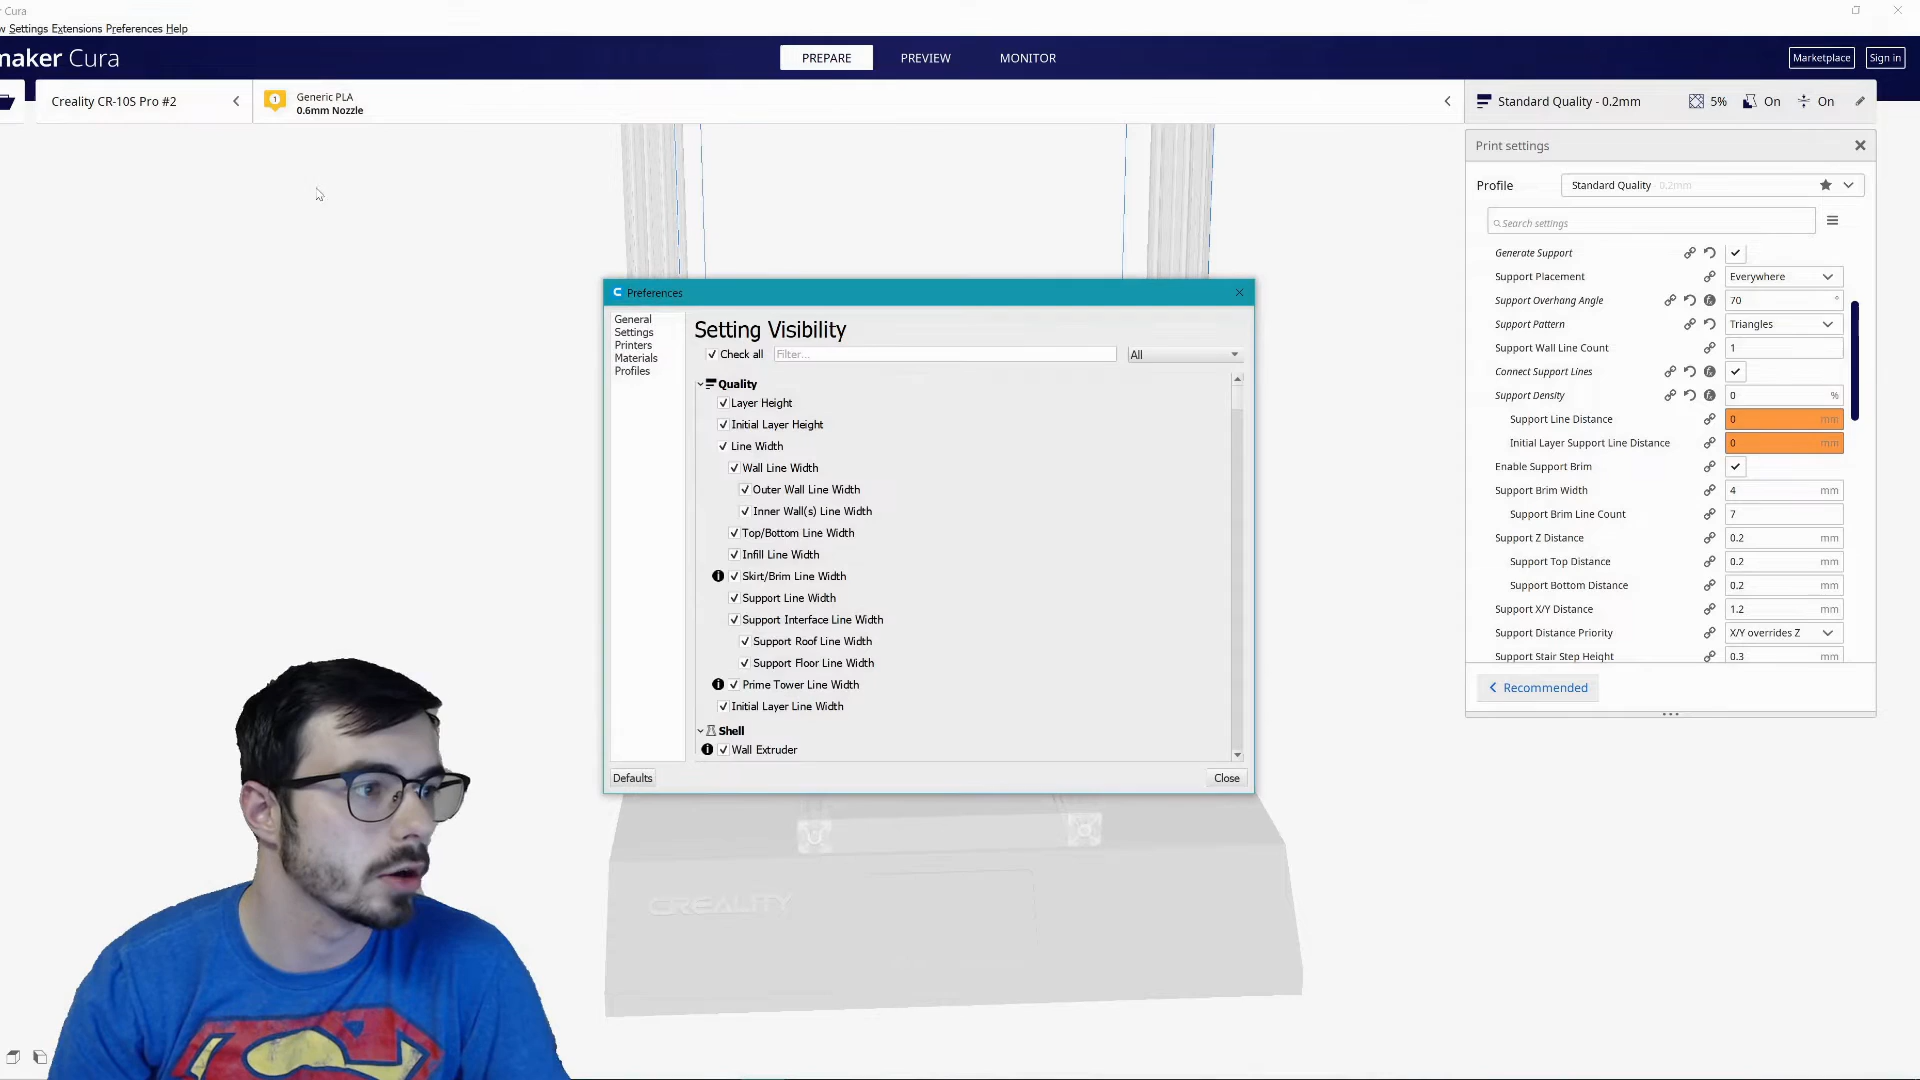 Cura
w Settings Extensions Preferences Help
maker Cura
PREPARE
PREVIEW
MONITOR
Marketplace
Sign in
Creality CR-10S Pro #2
1
Generic PLA
0.6mm Nozzle
Standard Quality - 0.2mm
5%
On
On
Print settings
Profile
Standard Quality 0.2mm
Search settings
Generate Support
Support Placement
Everywhere
Support Overhang Angle
70 °
Support Pattern
Triangles
Support Wall Line Count
1
Connect Support Lines
Support Density
0 %
Support Line Distance
0 mm
Initial Layer Support Line Distance
0 mm
Enable Support Brim
Support Brim Width
4 mm
Support Brim Line Count
7
Support Z Distance
0.2 mm
Support Top Distance
0.2 mm
Support Bottom Distance
0.2 mm
Support X/Y Distance
1.2 mm
Support Distance Priority
X/Y overrides Z
Support Stair Step Height
0.3 mm
Recommended
Preferences
General
Settings
Printers
Materials
Profiles
Setting Visibility
Check all
Filter...
All
Quality
Layer Height
Initial Layer Height
Line Width
Wall Line Width
Outer Wall Line Width
Inner Wall(s) Line Width
Top/Bottom Line Width
Infill Line Width
Skirt/Brim Line Width
Support Line Width
Support Interface Line Width
Support Roof Line Width
Support Floor Line Width
Prime Tower Line Width
Initial Layer Line Width
Shell
Wall Extruder
Defaults
Close
CREALITY